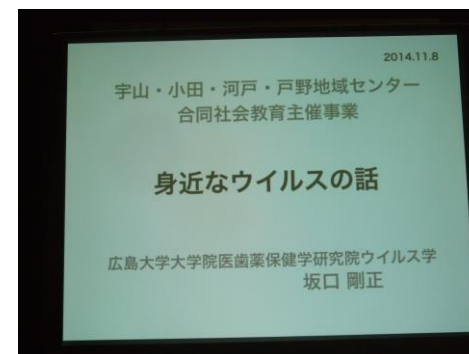 2014.11.8
宇山・小田・河戸・戸野地域センター
合同社会教育主催事業
身近なウイルスの話
広島大学大学院医歯薬保健学研究院ウイルス学
坂口 剛正